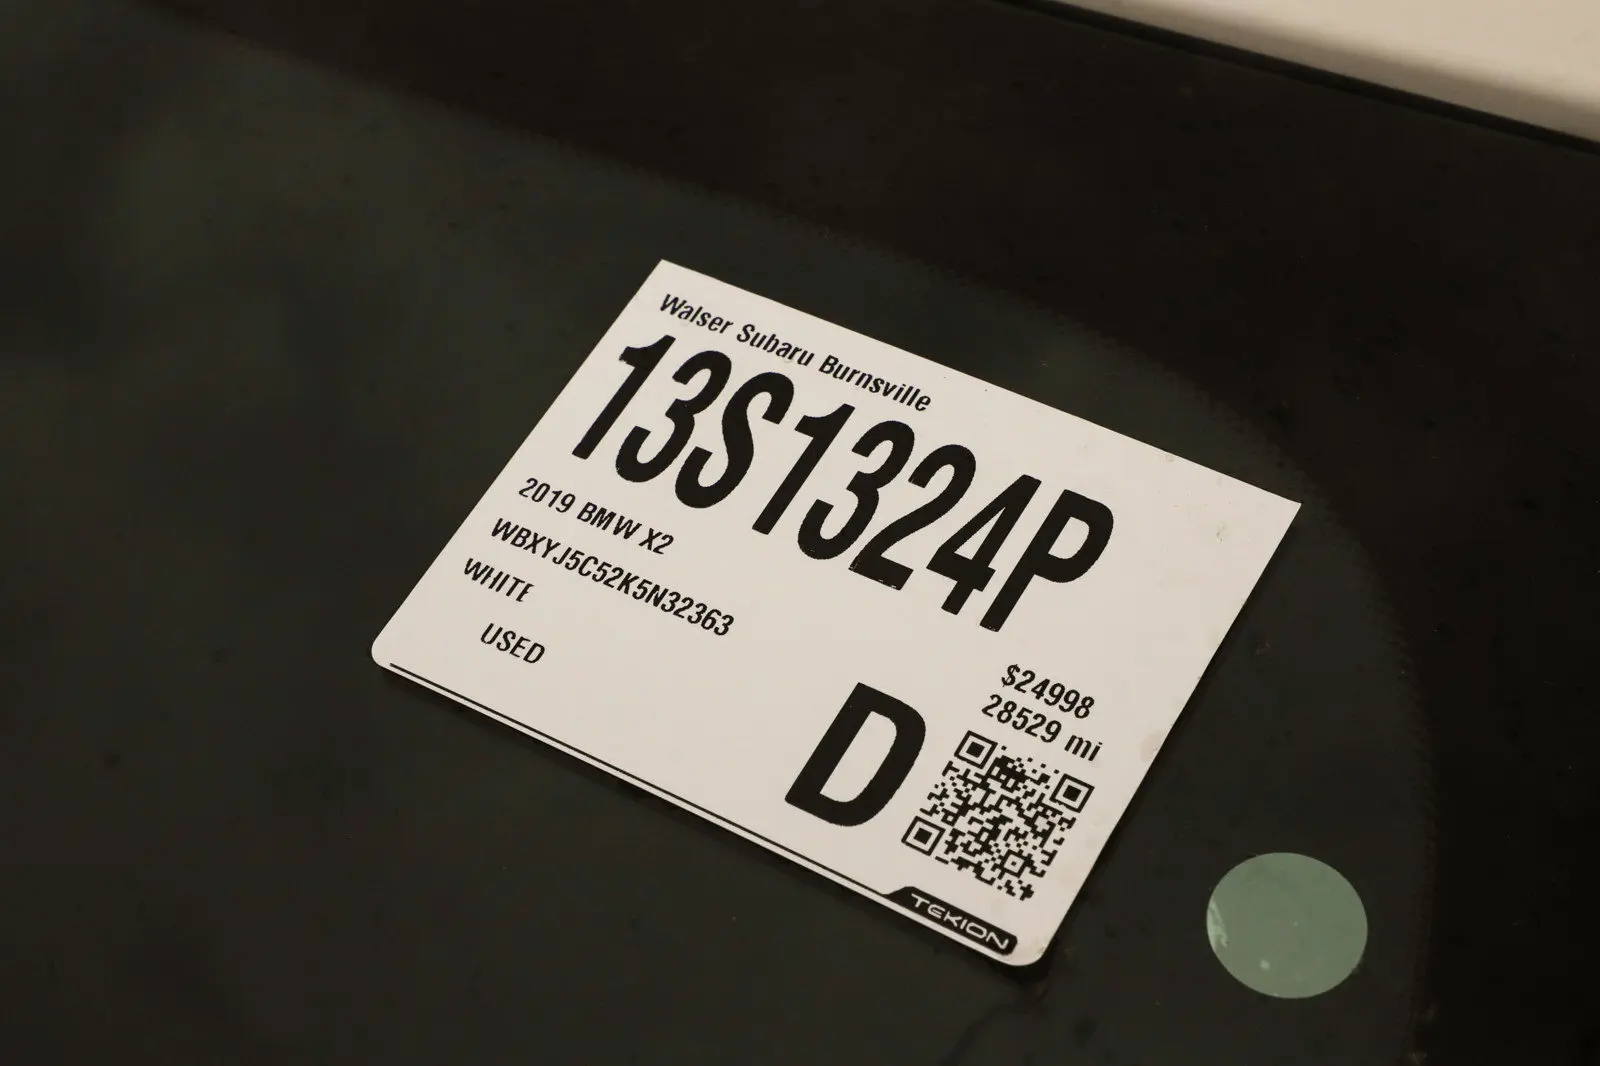 Walser Subaru Burnsville
13S1324P
2019 BMW X2
WBXYJ5C52K5N32363
WHITE
USED
$24998
28529 mi
D
TEKION